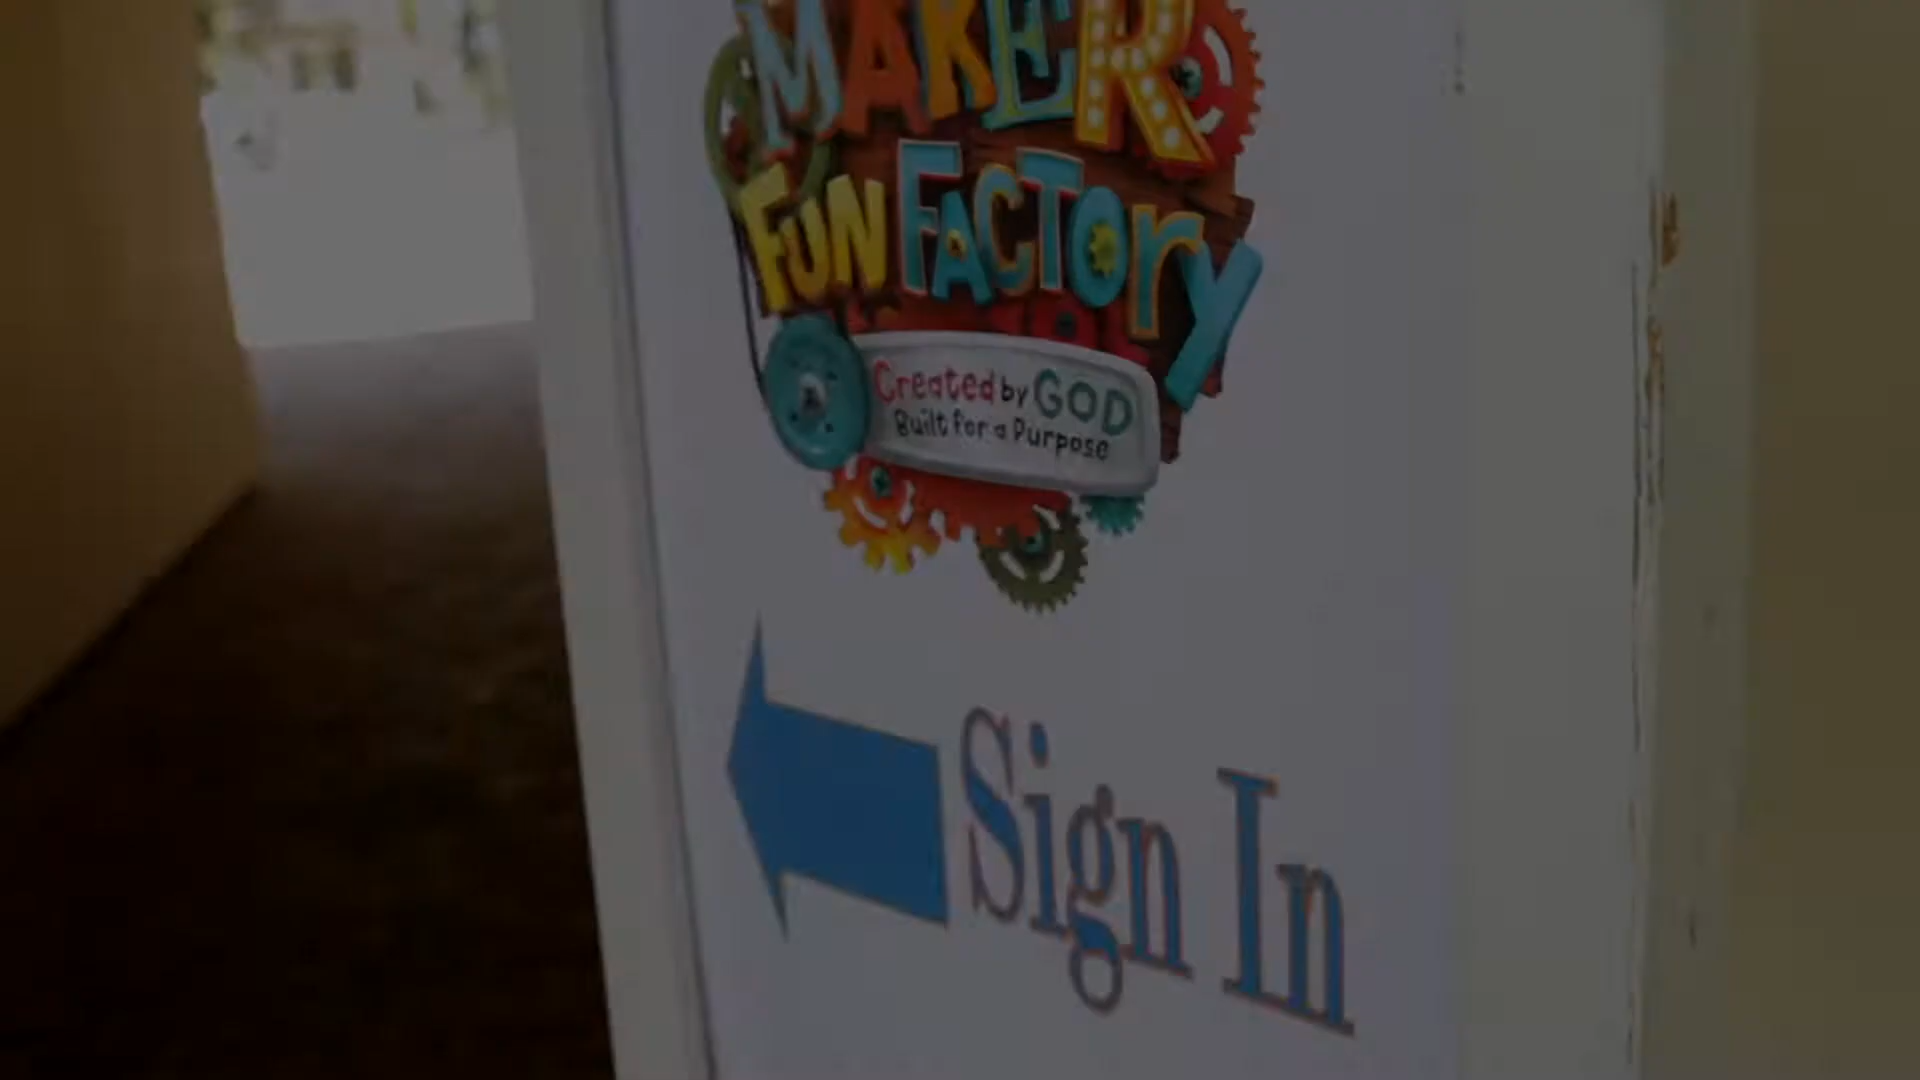 MAKER
FUN FACTORY
Created by GOD
Built for a Purpose
Sign In